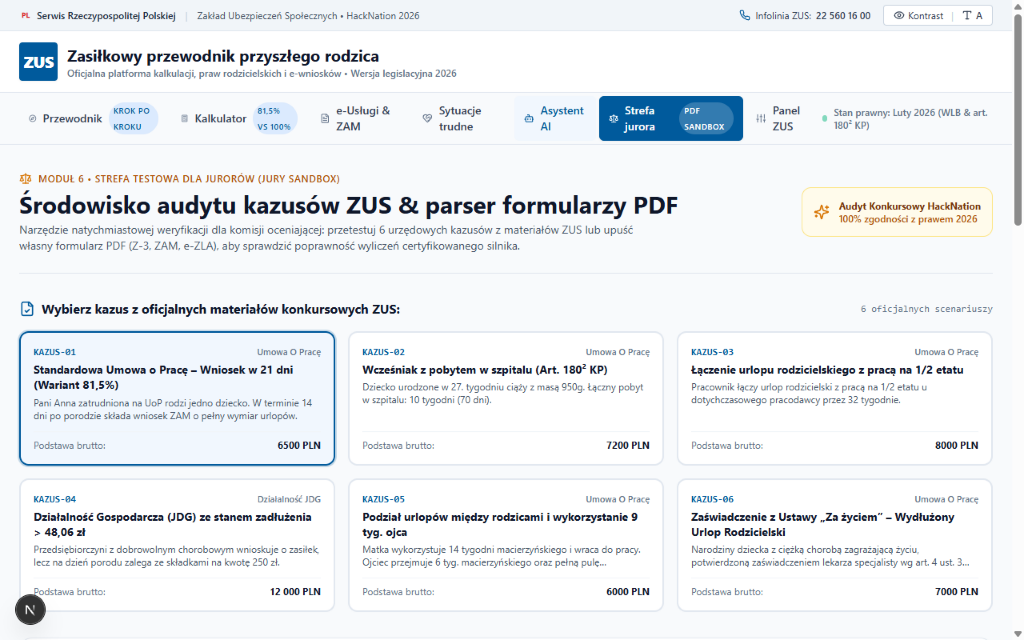 PL Serwis Rzeczypospolitej Polskiej | Zakład Ubezpieczeń Społecznych • HackNation 2026
Infolinia ZUS: 22 560 16 00
Kontrast
A
ZUS
Zasiłkowy przewodnik przyszłego rodzica
Oficjalna platforma kalkulacji, praw rodzicielskich i e-wniosków • Wersja legislacyjna 2026
Przewodnik
KROK PO
KROKU
Kalkulator
81,5%
VS 100%
e-Usługi &
ZAM
Sytuacje
trudne
Asystent
AI
Strefa
jurora
PDF
SANDBOX
Panel
ZUS
Stan prawny: Luty 2026 (WLB & art.
180² KP)
MODUŁ 6 • STREFA TESTOWA DLA JURORÓW (JURY SANDBOX)
Środowisko audytu kazusów ZUS & parser formularzy PDF
Narzędzie natychmiastowej weryfikacji dla komisji oceniającej: przetestuj 6 urzędowych kazusów z materiałów ZUS lub upuść
własny formularz PDF (Z-3, ZAM, e-ZLA), aby sprawdzić poprawność wyliczeń certyfikowanego silnika.
Audyt Konkursowy HackNation
100% zgodności z prawem 2026
Wybierz kazus z oficjalnych materiałów konkursowych ZUS:
6 oficjalnych scenariuszy
KAZUS-01
Umowa O Pracę
Standardowa Umowa o Pracę – Wniosek w 21 dni
(Wariant 81,5%)
Pani Anna zatrudniona na UoP rodzi jedno dziecko. W terminie 14
dni po porodzie składa wniosek ZAM o pełny wymiar urlopów.
Podstawa brutto:
6500 PLN
KAZUS-02
Umowa O Pracę
Wcześniak z pobytem w szpitalu (Art. 180² KP)
Dziecko urodzone w 27. tygodniu ciąży z masą 950g. Łączny pobyt
w szpitalu: 10 tygodni (70 dni).
Podstawa brutto:
7200 PLN
KAZUS-03
Umowa O Pracę
Łączenie urlopu rodzicielskiego z pracą na 1/2 etatu
Pracownik łączy urlop rodzicielski z pracą na 1/2 etatu u
dotychczasowego pracodawcy przez 32 tygodnie.
Podstawa brutto:
8000 PLN
KAZUS-04
Działalność JDG
Działalność Gospodarcza (JDG) ze stanem zadłużenia
> 48,06 zł
Przedsiębiorczyni z dobrowolnym chorobowym wnioskuje o zasiłek,
lecz na dzień porodu zalega ze składkami na kwotę 250 zł.
Podstawa brutto:
12 000 PLN
KAZUS-05
Umowa O Pracę
Podział urlopów między rodzicami i wykorzystanie 9
tyg. ojca
Matka wykorzystuje 14 tygodni macierzyńskiego i wraca do pracy.
Ojciec przejmuje 6 tyg. macierzyńskiego oraz pełną pulę...
Podstawa brutto:
6000 PLN
KAZUS-06
Umowa O Pracę
Zaświadczenie z Ustawy „Za życiem” – Wydłużony
Urlop Rodzicielski
Narodziny dziecka z ciężką chorobą zagrażającą życiu,
potwierdzoną zaświadczeniem lekarza specjalisty wg art. 4 ust. 3...
Podstawa brutto:
7000 PLN
N